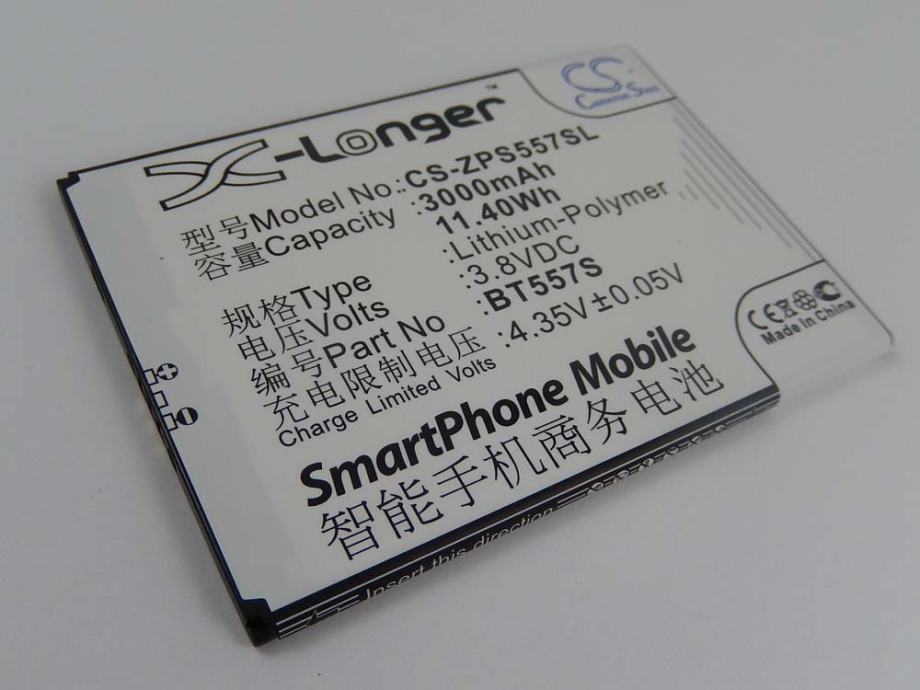 X-Longer™
CS
Cameron Sino
型号Model No.: CS-ZPS557SL
容量Capacity : 3000mAh
11.40Wh
规格Type :Lithium-Polymer
电压Volts :3.8VDC
编号Part No :BT557S
充电限制电压 :4.35V±0.05V
Charge Limited Volts
SmartPhone Mobile
智能手机商务电池
CE
Made in China
Insert this direction